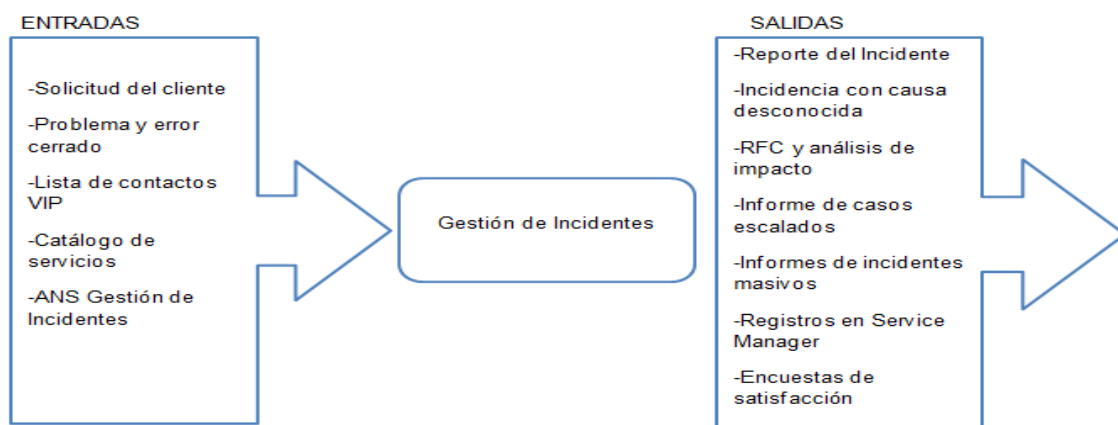 ENTRADAS
-Solicitud del cliente
-Problema y error
cerrado
-Lista de contactos
VIP
-Catálogo de
servicios
-ANS Gestión de
Incidentes
Gestión de Incidentes
SALIDAS
-Reporte del Incidente
-Incidencia con causa
desconocida
-RFC y análisis de
impacto
-Informe de casos
escalados
-Informes de incidentes
masivos
-Registros en Service
Manager
-Encuestas de
satisfacción